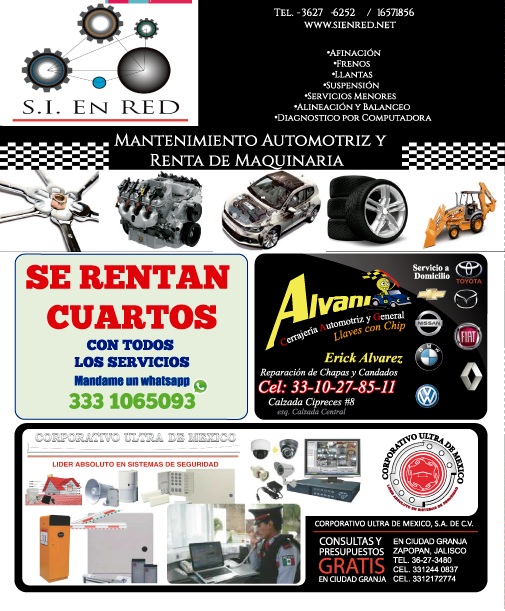 S.I. EN RED
TEL. -3627 -6252 / 16571856
WWW.SIENRED.NET
•AFINACIÓN
•FRENOS
•LLANTAS
•SUSPENSIÓN
•SERVICIOS MENORES
•ALINEACIÓN Y BALANCEO
•DIAGNOSTICO POR COMPUTADORA
MANTENIMIENTO AUTOMOTRIZ Y
RENTA DE MAQUINARIA
SE RENTAN
CUARTOS
CON TODOS
LOS SERVICIOS
Mandame un whatsapp
333 1065093
Alvani
Cerrajería Automotriz y General
Llaves con Chip
Servicio a
Domicilio
TOYOTA
NISSAN
FIAT
BMW
Erick Alvarez
Reparación de Chapas y Candados
Cel: 33-10-27-85-11
Calzada Cipreces #8
esq. Calzada Central
CORPORATIVO ULTRA DE MEXICO
LIDER ABSOLUTO EN SISTEMAS DE SEGURIDAD
CORPORATIVO ULTRA DE MEXICO
CORPORATIVO ULTRA DE MEXICO, S.A. DE C.V.
CONSULTAS Y
PRESUPUESTOS
GRATIS
EN CIUDAD GRANJA
EN CIUDAD GRANJA
ZAPOPAN, JALISCO
TEL. 36-27-3480
CEL. 331244 0837
CEL. 3312172774